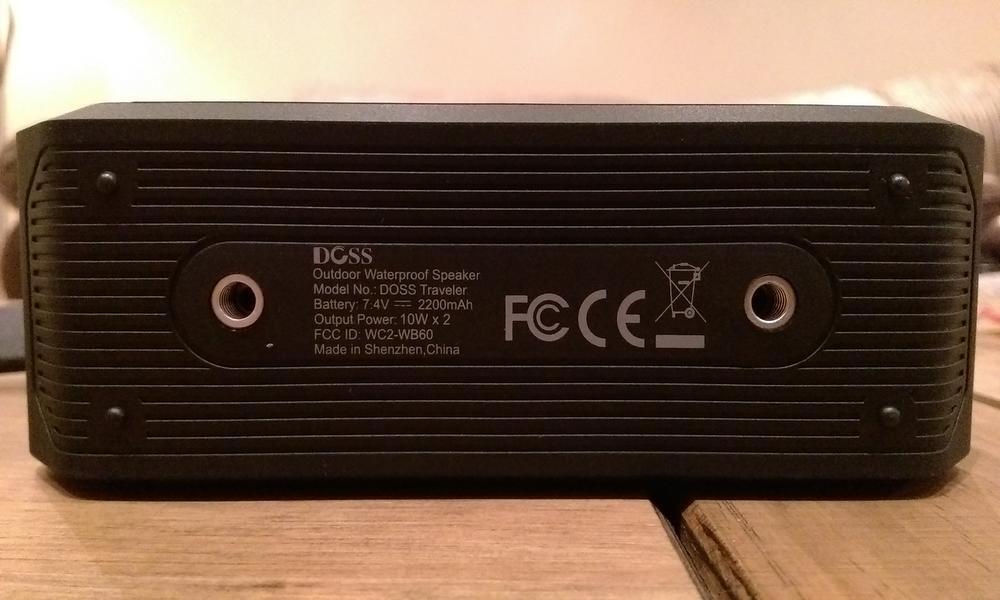 DOSS
Outdoor Waterproof Speaker
Model No.: DOSS Traveler
Battery: 7.4V ⎓ 2200mAh
Output Power: 10W x 2
FCC ID: WC2-WB60
Made in Shenzhen,China
FC CE